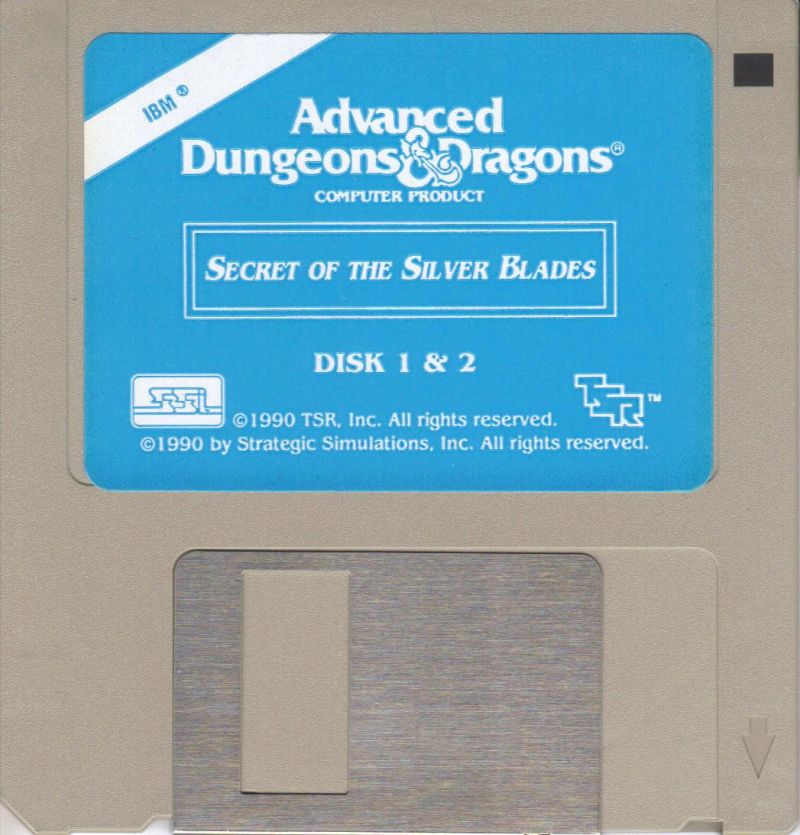 IBM ®
Advanced
Dungeons & Dragons®
COMPUTER PRODUCT
SECRET OF THE SILVER BLADES
DISK 1 & 2
SSI
TSR™
©1990 TSR, Inc. All rights reserved.
©1990 by Strategic Simulations, Inc. All rights reserved.